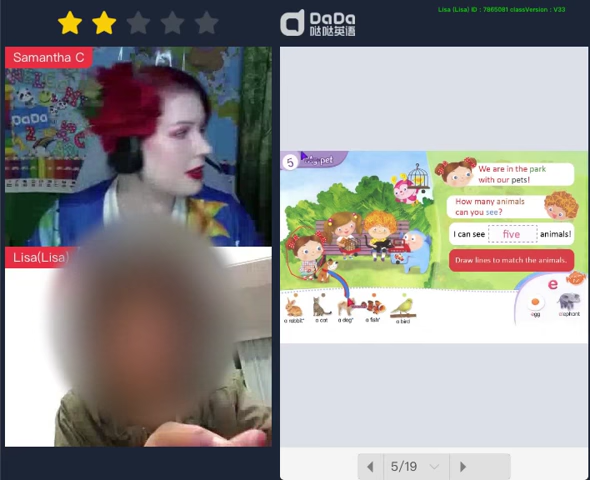 Lisa (Lisa) ID : 7865081 classVersion : V33
DaDa
哒哒英语
Samantha C
DaDa
Lisa(Lisa)
5
pet
We are in the park
with our pets!
How many animals
can you see?
I can see five animals!
Draw lines to match the animals.
e
egg
elephant
a rabbit*
a cat
a dog*
a fish*
a bird
5/19